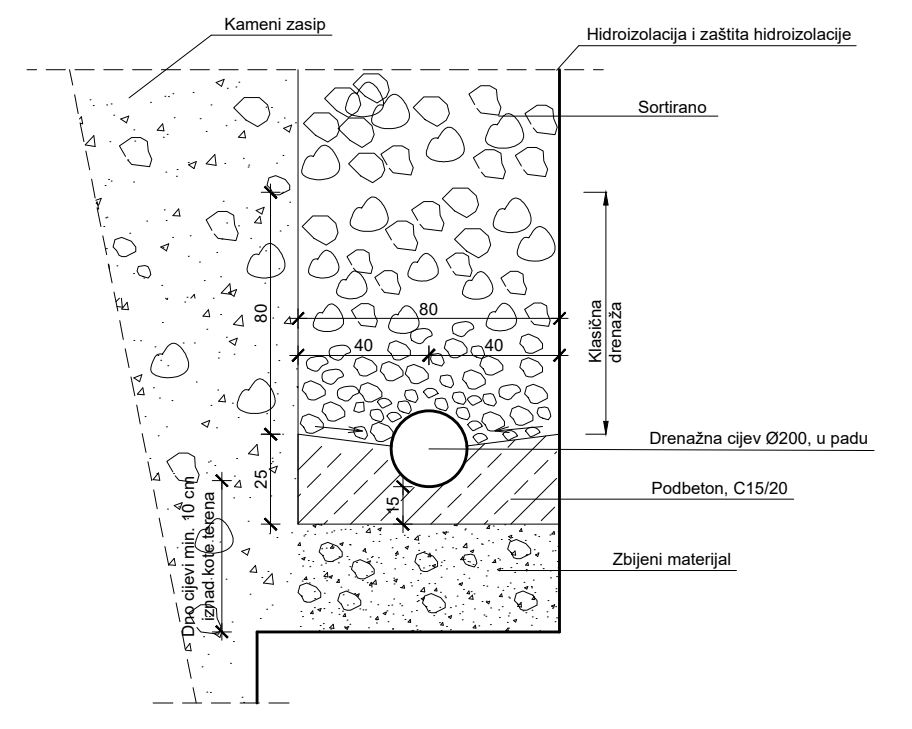 Kameni zasip
Hidroizolacija i zaštita hidroizolacije
Sortirano
80
80
40
40
Klasična
drenaža
Drenažna cijev Ø200, u padu
25
Podbeton, C15/20
15
Dno cijevi min. 10 cm
iznad kote terena
Zbijeni materijal